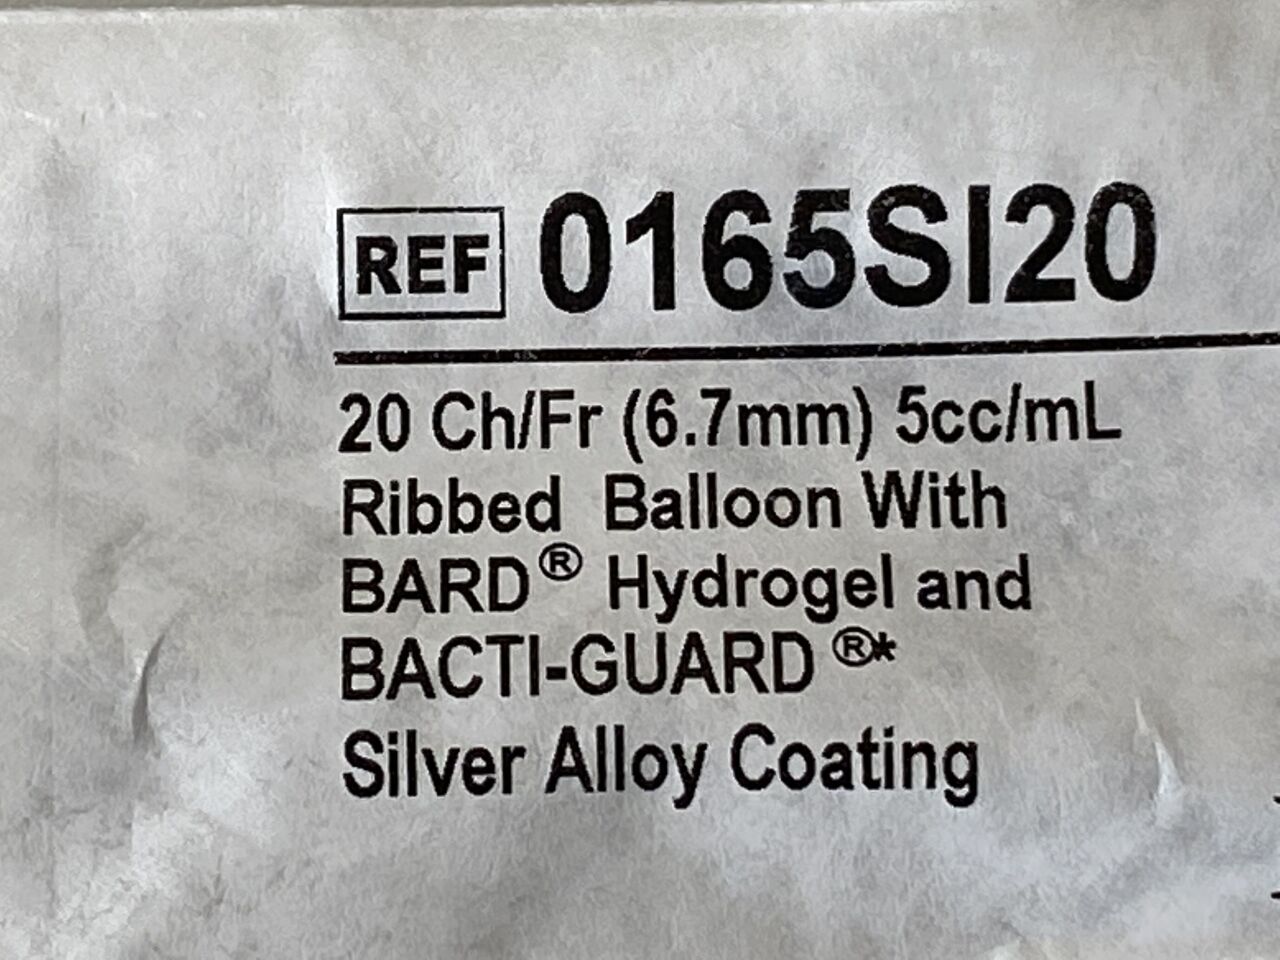 REF 0165SI20
20 Ch/Fr (6.7mm) 5cc/mL
Ribbed Balloon With
BARD® Hydrogel and
BACTI-GUARD®*
Silver Alloy Coating